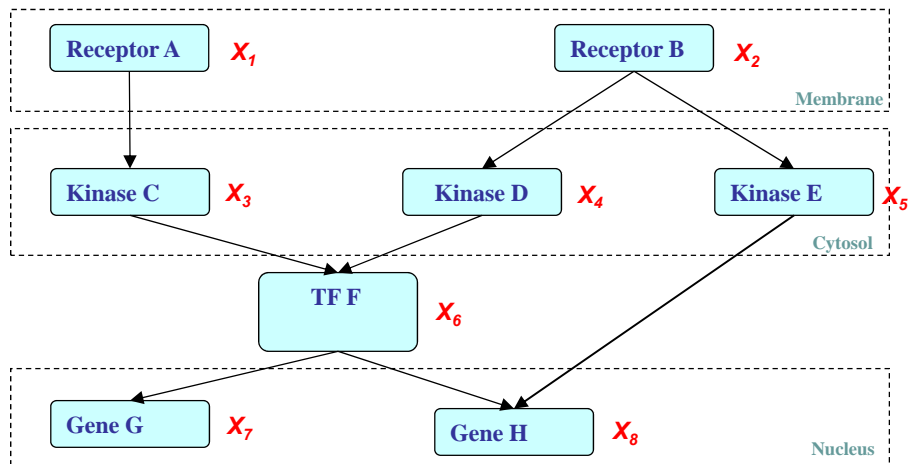 Receptor A
X1
Receptor B
X2
Membrane
Kinase C
X3
Kinase D
X4
Kinase E
X5
Cytosol
TF F
X6
Gene G
X7
Gene H
X8
Nucleus